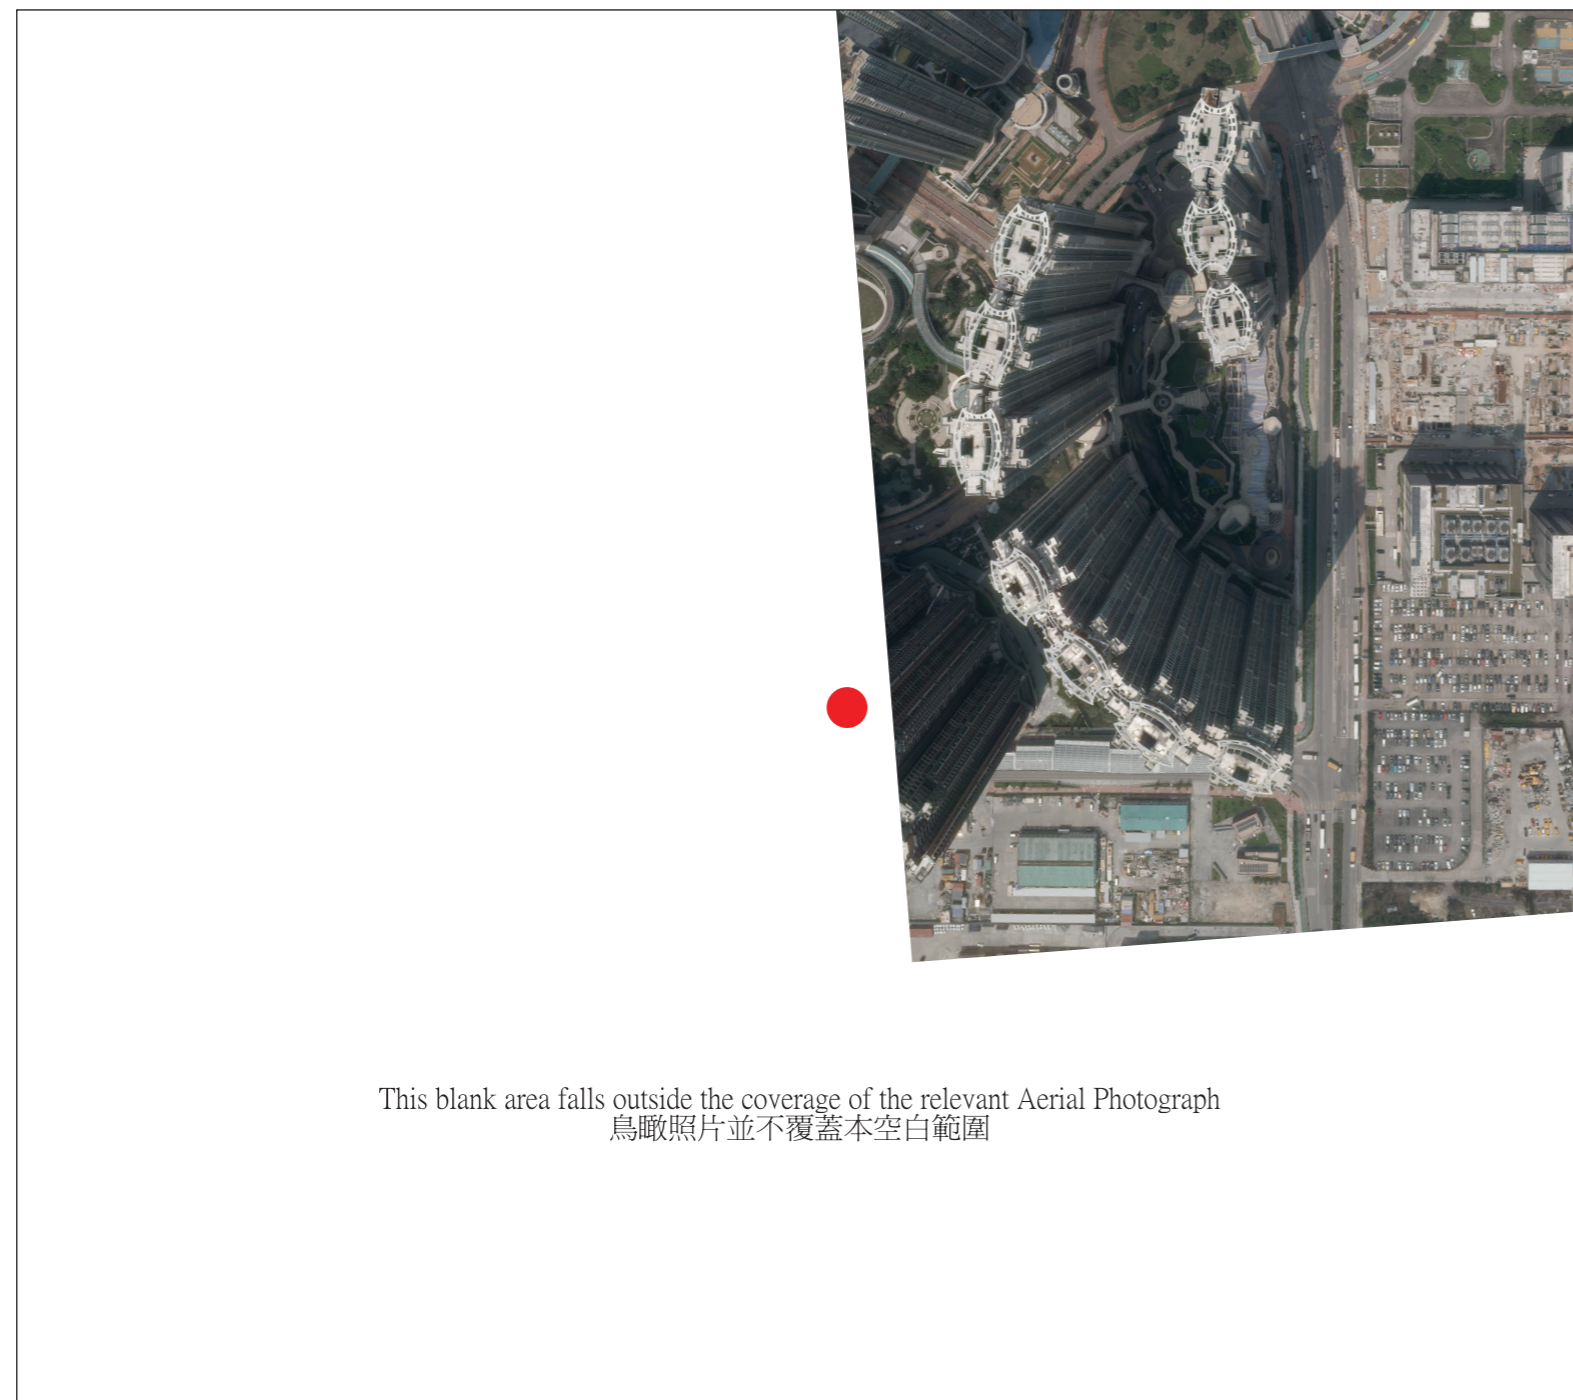 This blank area falls outside the coverage of the relevant Aerial Photograph
鳥瞰照片並不覆蓋本空白範圍